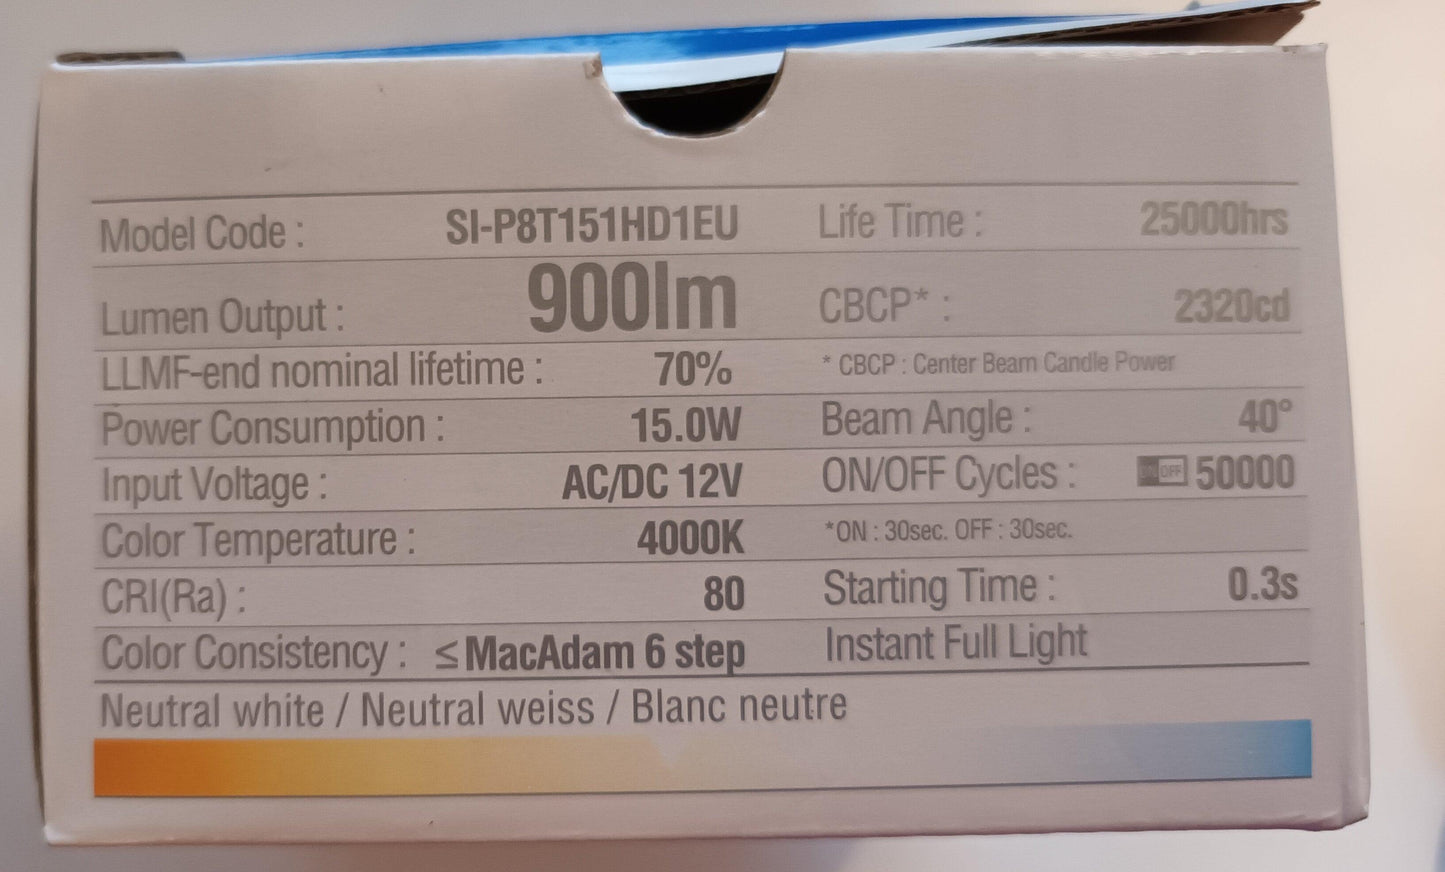 Model Code : SI-P8T151HD1EU
Lumen Output : 900lm
LLMF-end nominal lifetime : 70%
Power Consumption : 15.0W
Input Voltage : AC/DC 12V
Color Temperature : 4000K
CRI(Ra) : 80
Color Consistency : ≤ MacAdam 6 step
Life Time : 25000hrs
CBCP* : 2320cd
* CBCP : Center Beam Candle Power
Beam Angle : 40°
ON/OFF Cycles : ON OFF 50000
*ON : 30sec. OFF : 30sec.
Starting Time : 0.3s
Instant Full Light
Neutral white / Neutral weiss / Blanc neutre